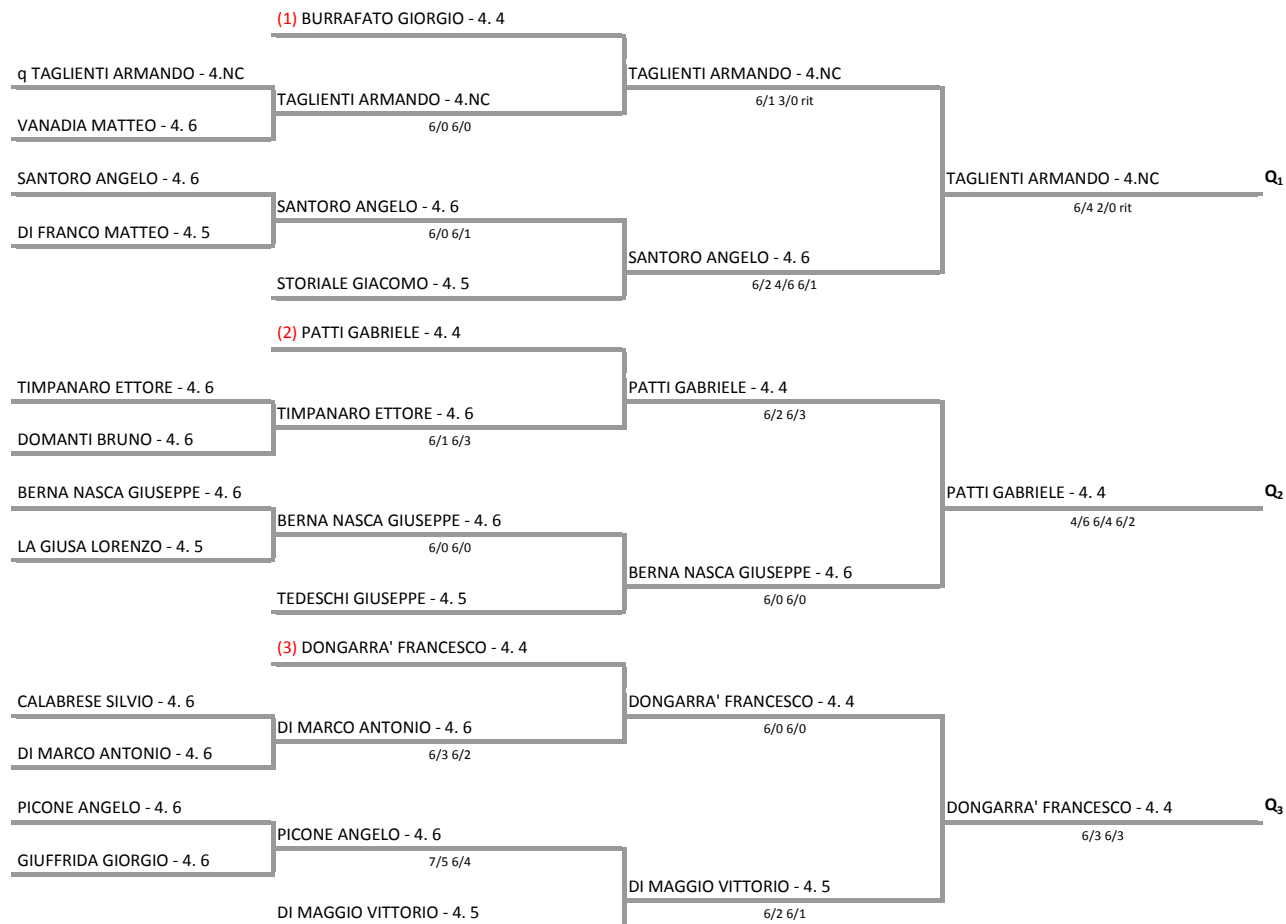 (1) BURRAFATO GIORGIO - 4. 4
q TAGLIENTI ARMANDO - 4.NC
TAGLIENTI ARMANDO - 4.NC
TAGLIENTI ARMANDO - 4.NC
6/1 3/0 rit
6/0 6/0
VANADIA MATTEO - 4. 6
SANTORO ANGELO - 4. 6
TAGLIENTI ARMANDO - 4.NC
Q1
6/4 2/0 rit
SANTORO ANGELO - 4. 6
6/0 6/1
DI FRANCO MATTEO - 4. 5
SANTORO ANGELO - 4. 6
6/2 4/6 6/1
STORIALE GIACOMO - 4. 5
(2) PATTI GABRIELE - 4. 4
TIMPANARO ETTORE - 4. 6
PATTI GABRIELE - 4. 4
6/2 6/3
TIMPANARO ETTORE - 4. 6
6/1 6/3
DOMANTI BRUNO - 4. 6
BERNA NASCA GIUSEPPE - 4. 6
PATTI GABRIELE - 4. 4
Q2
4/6 6/4 6/2
BERNA NASCA GIUSEPPE - 4. 6
6/0 6/0
LA GIUSA LORENZO - 4. 5
BERNA NASCA GIUSEPPE - 4. 6
6/0 6/0
TEDESCHI GIUSEPPE - 4. 5
(3) DONGARRA' FRANCESCO - 4. 4
CALABRESE SILVIO - 4. 6
DONGARRA' FRANCESCO - 4. 4
6/0 6/0
DI MARCO ANTONIO - 4. 6
6/3 6/2
DI MARCO ANTONIO - 4. 6
PICONE ANGELO - 4. 6
DONGARRA' FRANCESCO - 4. 4
Q3
6/3 6/3
PICONE ANGELO - 4. 6
7/5 6/4
GIUFFRIDA GIORGIO - 4. 6
DI MAGGIO VITTORIO - 4. 5
6/2 6/1
DI MAGGIO VITTORIO - 4. 5